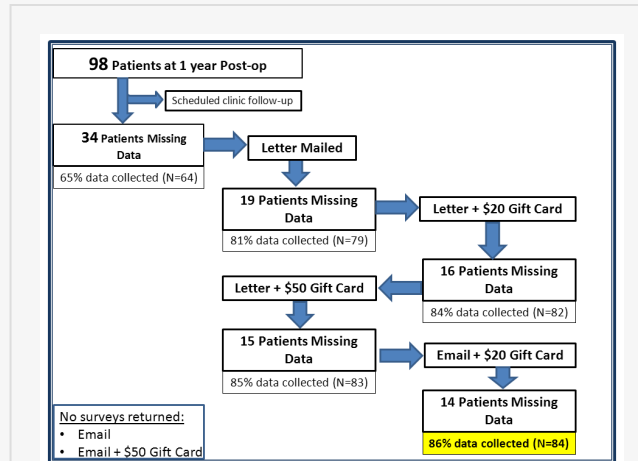 98 Patients at 1 year Post-op
Scheduled clinic follow-up
34 Patients Missing
Data
65% data collected (N=64)
Letter Mailed
19 Patients Missing
Data
81% data collected (N=79)
Letter + $20 Gift Card
16 Patients Missing
Data
84% data collected (N=82)
Letter + $50 Gift Card
15 Patients Missing
Data
85% data collected (N=83)
Email + $20 Gift Card
14 Patients Missing
Data
86% data collected (N=84)
No surveys returned:
• Email
• Email + $50 Gift Card